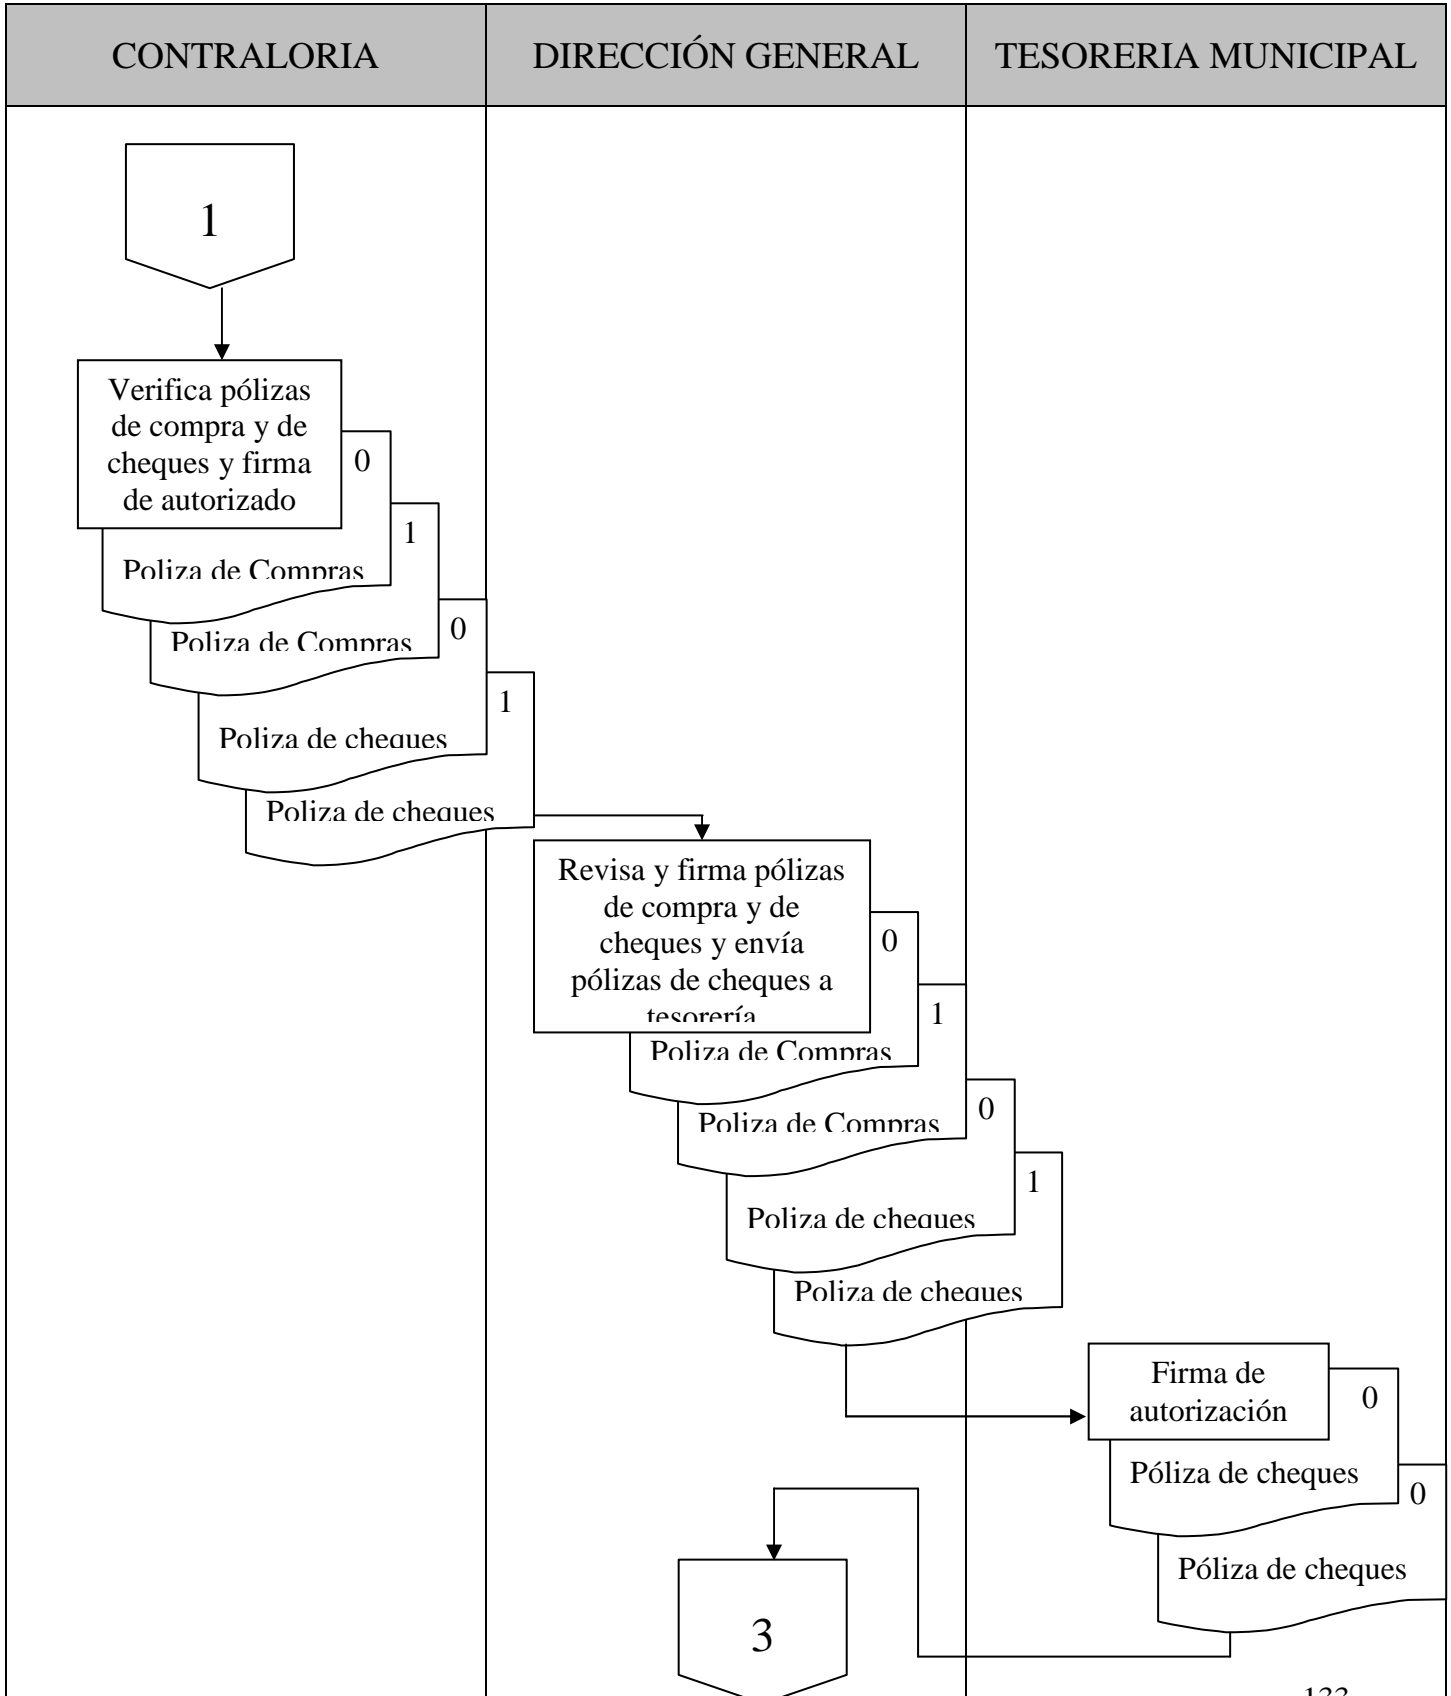 CONTRALORIA
DIRECCIÓN GENERAL
TESORERIA MUNICIPAL
1
Verifica pólizas
de compra y de
cheques y firma
de autorizado
0
Poliza de Compras
1
Poliza de Compras
0
Poliza de cheques
1
Poliza de cheques
Revisa y firma pólizas
de compra y de
cheques y envía
pólizas de cheques a
tesorería
0
Poliza de Compras
1
Poliza de Compras
0
Poliza de cheques
1
Poliza de cheques
Firma de
autorización
0
Póliza de cheques
0
Póliza de cheques
3
133